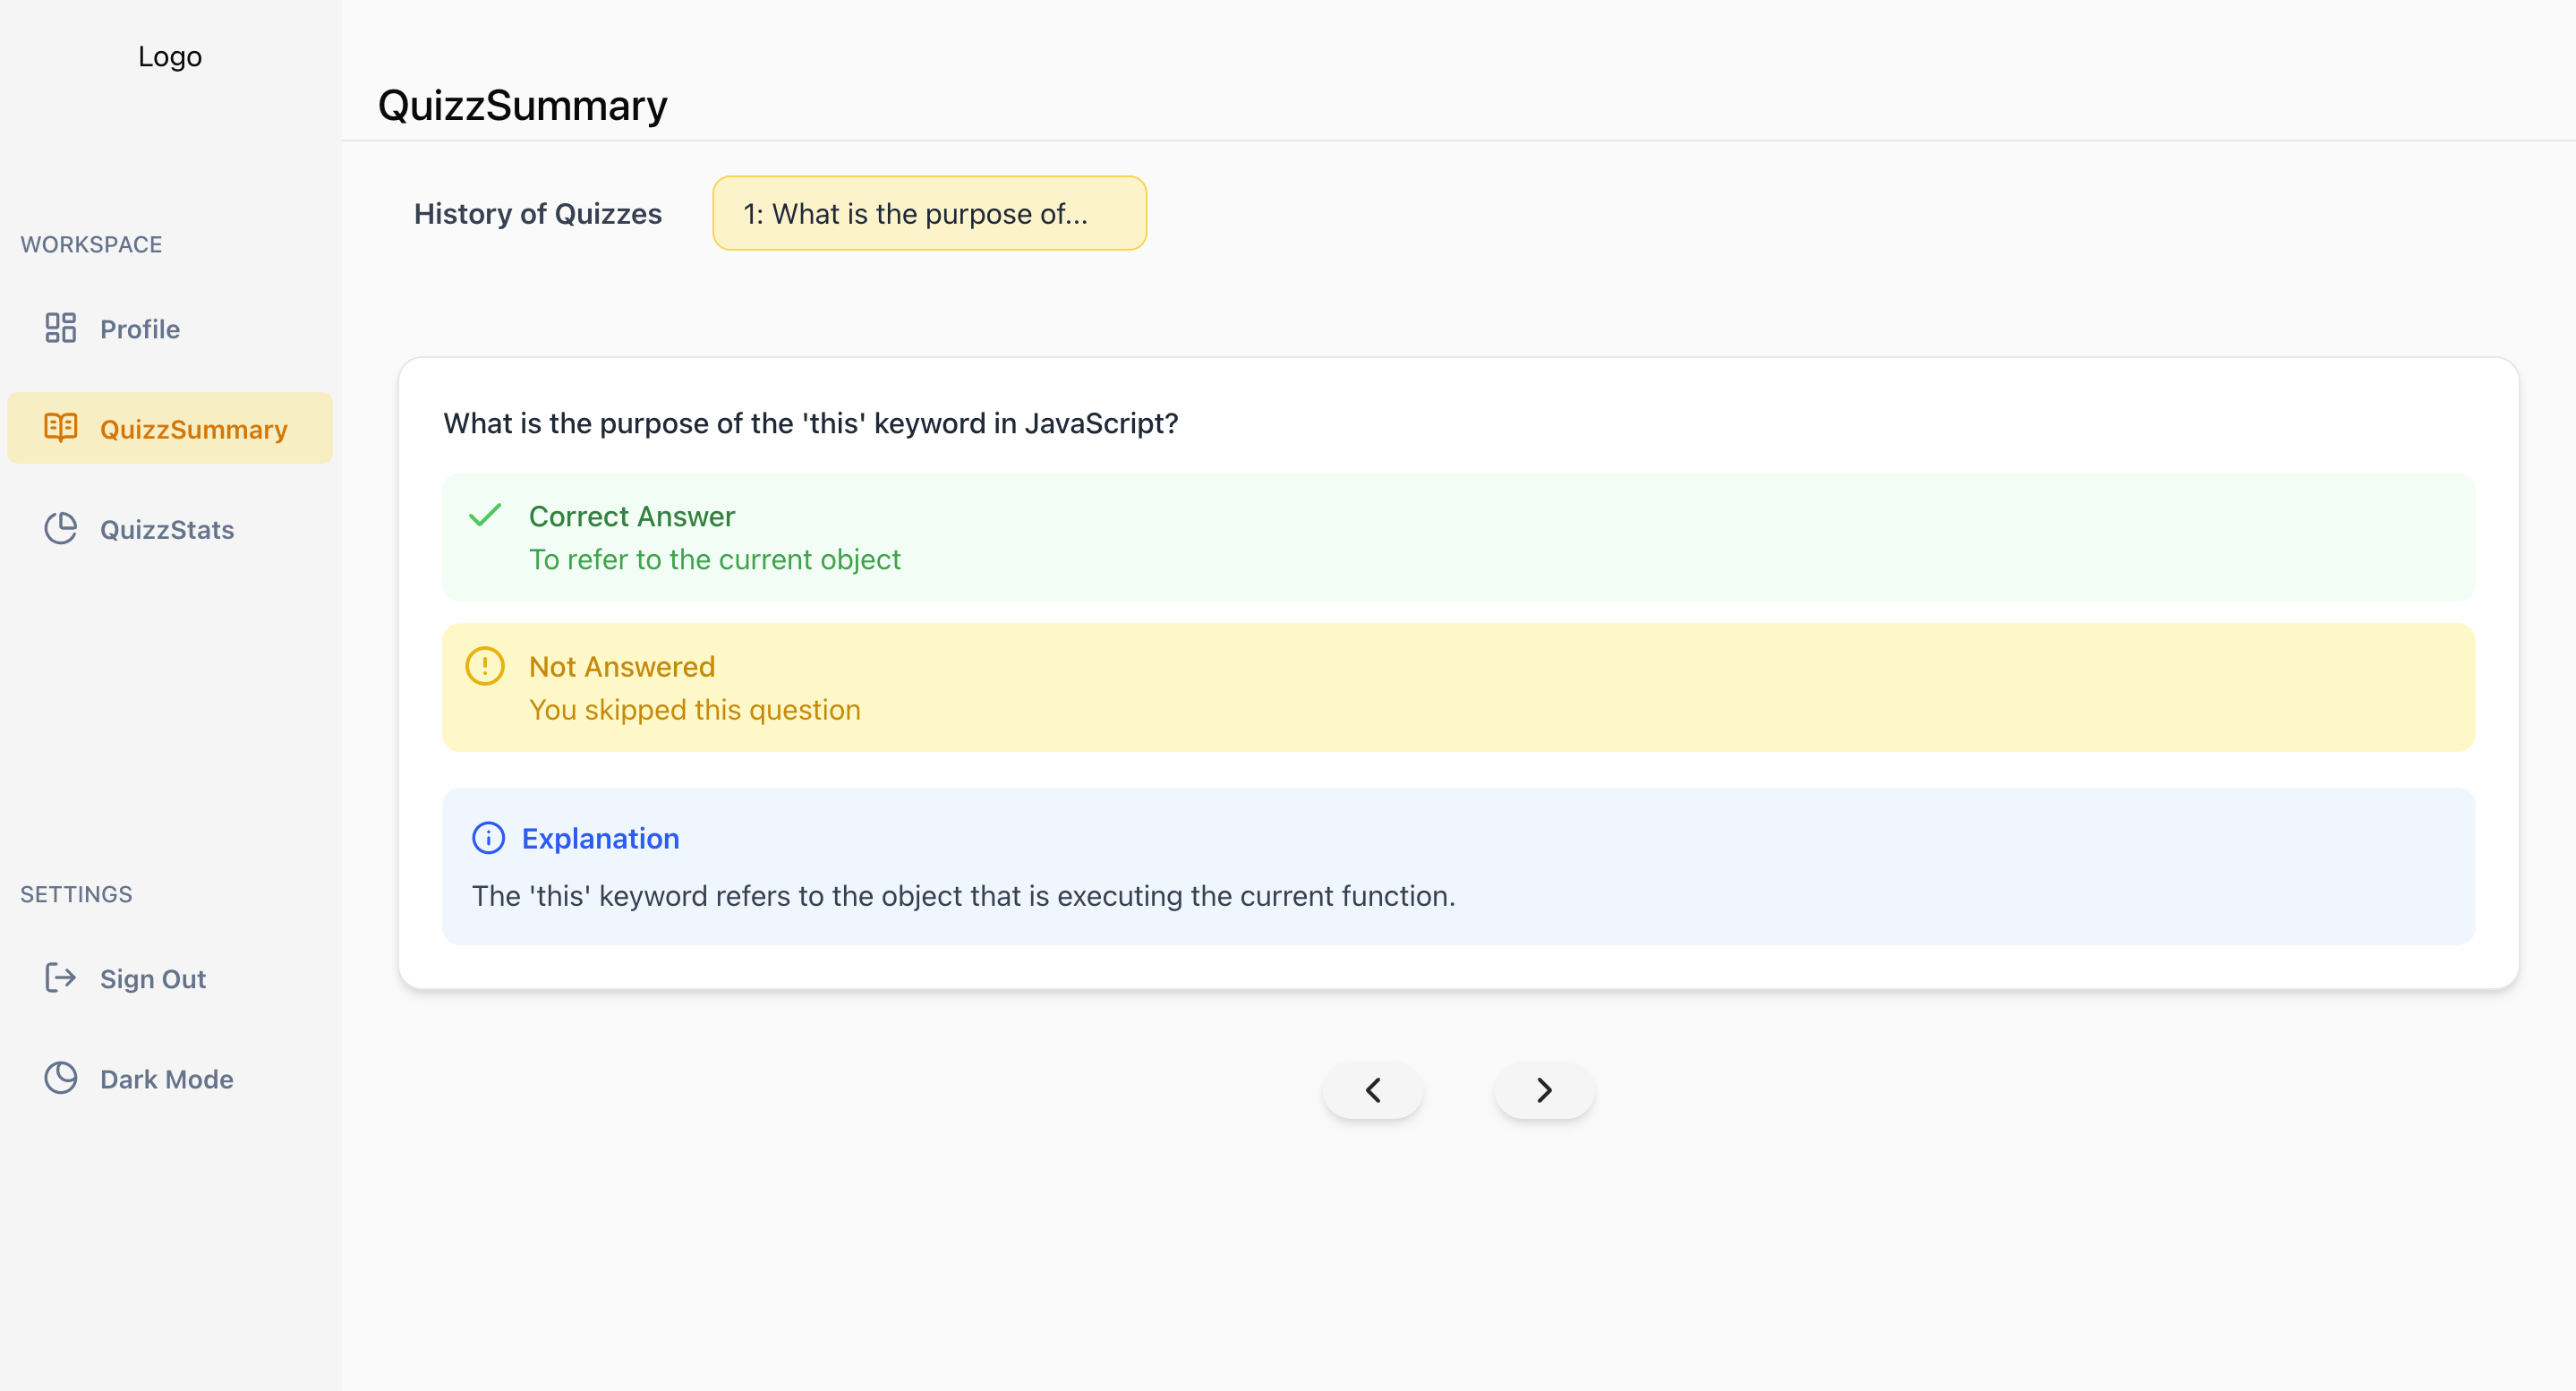 Logo
WORKSPACE
Profile
QuizzSummary
QuizzStats
SETTINGS
Sign Out
Dark Mode
QuizzSummary
History of Quizzes
1: What is the purpose of...
What is the purpose of the 'this' keyword in JavaScript?
Correct Answer
To refer to the current object
Not Answered
You skipped this question
Explanation
The 'this' keyword refers to the object that is executing the current function.